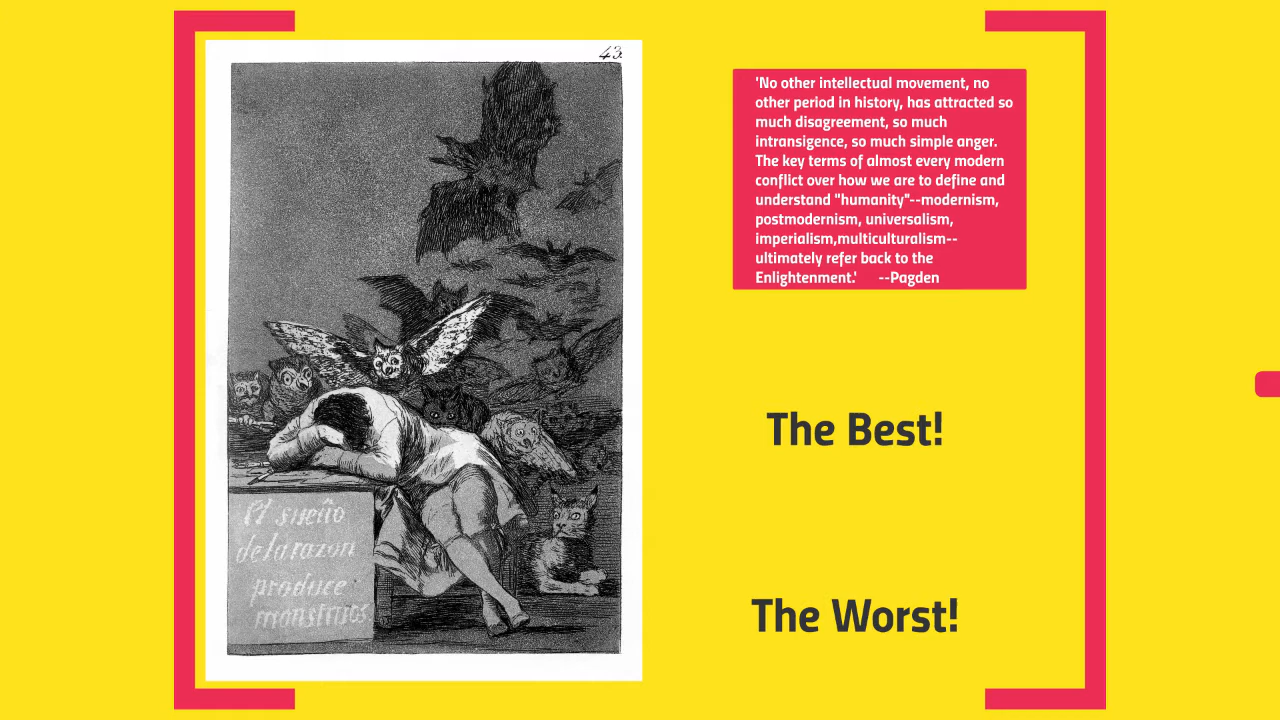 43.
El sueño
de la razon
produce
monstruos.
'No other intellectual movement, no
other period in history, has attracted so
much disagreement, so much
intransigence, so much simple anger.
The key terms of almost every modern
conflict over how we are to define and
understand "humanity"--modernism,
postmodernism, universalism,
imperialism,multiculturalism--
ultimately refer back to the
Enlightenment.' --Pagden
The Best!
The Worst!